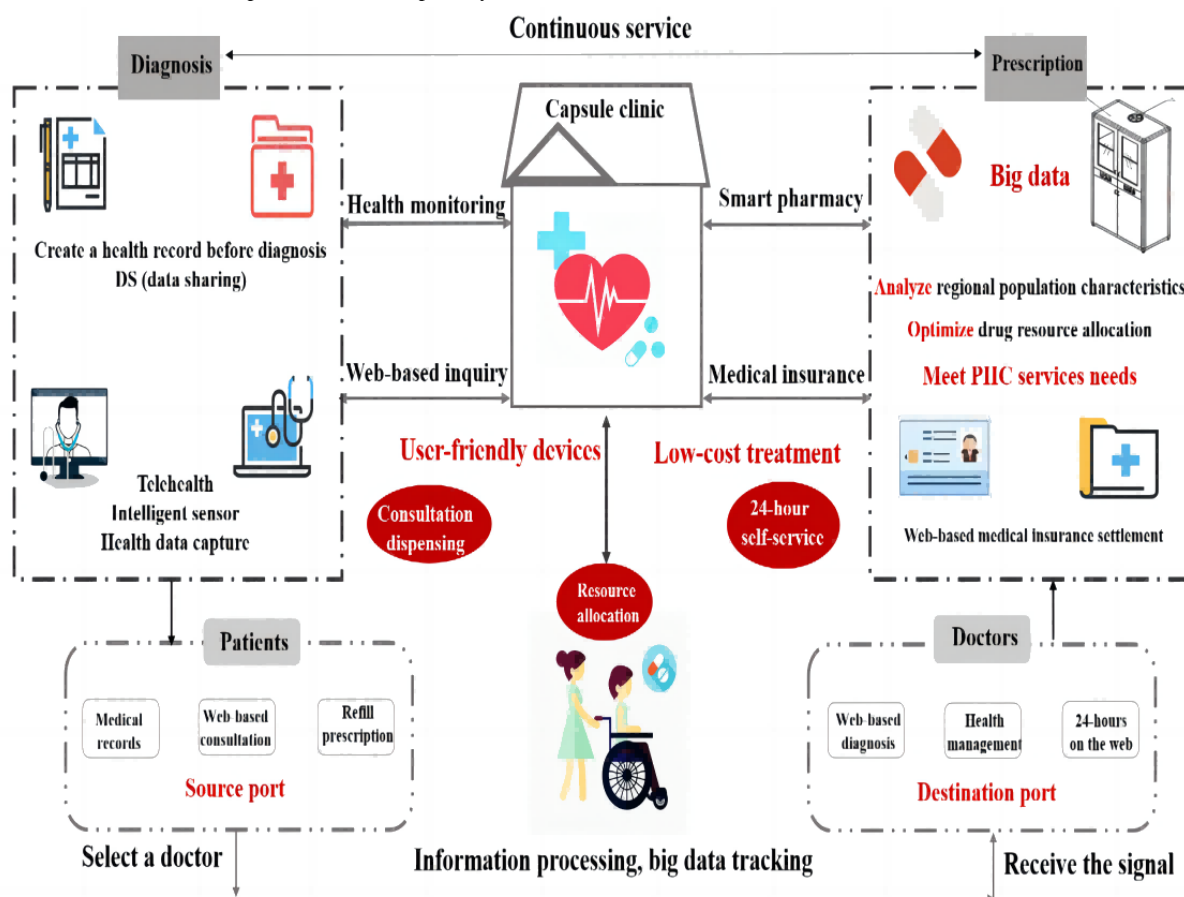 Continuous service
Diagnosis
Prescription
Capsule clinic
Big data
Health monitoring
Smart pharmacy
Create a health record before diagnosis
DS (data sharing)
Analyze regional population characteristics
Optimize drug resource allocation
Meet PIIC services needs
Web-based inquiry
Medical insurance
User-friendly devices
Low-cost treatment
Telehealth
Intelligent sensor
Health data capture
Consultation
dispensing
24-hour
self-service
Web-based medical insurance settlement
Resource
allocation
Patients
Doctors
Medical
records
Web-based
consultation
Refill
prescription
Web-based
diagnosis
Health
management
24-hours
on the web
Source port
Destination port
Select a doctor
Information processing, big data tracking
Receive the signal